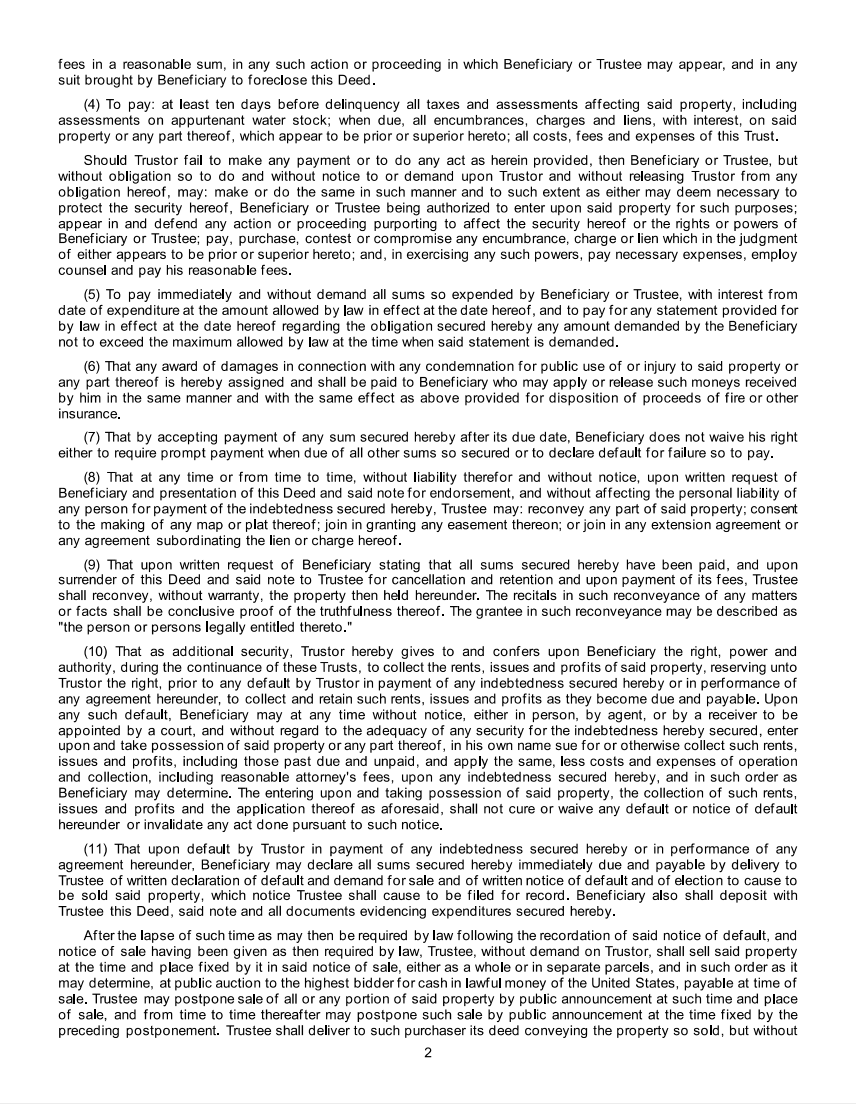 fees in a reasonable sum, in any such action or proceeding in which Beneficiary or Trustee may appear, and in any
suit brought by Beneficiary to foreclose this Deed.
(4) To pay: at least ten days before delinquency all taxes and assessments affecting said property, including
assessments on appurtenant water stock; when due, all encumbrances, charges and liens, with interest, on said
property or any part thereof, which appear to be prior or superior hereto; all costs, fees and expenses of this Trust.
Should Trustor fail to make any payment or to do any act as herein provided, then Beneficiary or Trustee, but
without obligation so to do and without notice to or demand upon Trustor and without releasing Trustor from any
obligation hereof, may: make or do the same in such manner and to such extent as either may deem necessary to
protect the security hereof, Beneficiary or Trustee being authorized to enter upon said property for such purposes;
appear in and defend any action or proceeding purporting to affect the security hereof or the rights or powers of
Beneficiary or Trustee; pay, purchase, contest or compromise any encumbrance, charge or lien which in the judgment
of either appears to be prior or superior hereto; and, in exercising any such powers, pay necessary expenses, employ
counsel and pay his reasonable fees.
(5) To pay immediately and without demand all sums so expended by Beneficiary or Trustee, with interest from
date of expenditure at the amount allowed by law in effect at the date hereof, and to pay for any statement provided for
by law in effect at the date hereof regarding the obligation secured hereby any amount demanded by the Beneficiary
not to exceed the maximum allowed by law at the time when said statement is demanded.
(6) That any award of damages in connection with any condemnation for public use of or injury to said property or
any part thereof is hereby assigned and shall be paid to Beneficiary who may apply or release such moneys received
by him in the same manner and with the same effect as above provided for disposition of proceeds of fire or other
insurance.
(7) That by accepting payment of any sum secured hereby after its due date, Beneficiary does not waive his right
either to require prompt payment when due of all other sums so secured or to declare default for failure so to pay.
(8) That at any time or from time to time, without liability therefor and without notice, upon written request of
Beneficiary and presentation of this Deed and said note for endorsement, and without affecting the personal liability of
any person for payment of the indebtedness secured hereby, Trustee may: reconvey any part of said property; consent
to the making of any map or plat thereof; join in granting any easement thereon; or join in any extension agreement or
any agreement subordinating the lien or charge hereof.
(9) That upon written request of Beneficiary stating that all sums secured hereby have been paid, and upon
surrender of this Deed and said note to Trustee for cancellation and retention and upon payment of its fees, Trustee
shall reconvey, without warranty, the property then held hereunder. The recitals in such reconveyance of any matters
or facts shall be conclusive proof of the truthfulness thereof. The grantee in such reconveyance may be described as
"the person or persons legally entitled thereto."
(10) That as additional security, Trustor hereby gives to and confers upon Beneficiary the right, power and
authority, during the continuance of these Trusts, to collect the rents, issues and profits of said property, reserving unto
Trustor the right, prior to any default by Trustor in payment of any indebtedness secured hereby or in performance of
any agreement hereunder, to collect and retain such rents, issues and profits as they become due and payable. Upon
any such default, Beneficiary may at any time without notice, either in person, by agent, or by a receiver to be
appointed by a court, and without regard to the adequacy of any security for the indebtedness hereby secured, enter
upon and take possession of said property or any part thereof, in his own name sue for or otherwise collect such rents,
issues and profits, including those past due and unpaid, and apply the same, less costs and expenses of operation
and collection, including reasonable attorney's fees, upon any indebtedness secured hereby, and in such order as
Beneficiary may determine. The entering upon and taking possession of said property, the collection of such rents,
issues and profits and the application thereof as aforesaid, shall not cure or waive any default or notice of default
hereunder or invalidate any act done pursuant to such notice.
(11) That upon default by Trustor in payment of any indebtedness secured hereby or in performance of any
agreement hereunder, Beneficiary may declare all sums secured hereby immediately due and payable by delivery to
Trustee of written declaration of default and demand for sale and of written notice of default and of election to cause to
be sold said property, which notice Trustee shall cause to be filed for record. Beneficiary also shall deposit with
Trustee this Deed, said note and all documents evidencing expenditures secured hereby.
After the lapse of such time as may then be required by law following the recordation of said notice of default, and
notice of sale having been given as then required by law, Trustee, without demand on Trustor, shall sell said property
at the time and place fixed by it in said notice of sale, either as a whole or in separate parcels, and in such order as it
may determine, at public auction to the highest bidder for cash in lawful money of the United States, payable at time of
sale. Trustee may postpone sale of all or any portion of said property by public announcement at such time and place
of sale, and from time to time thereafter may postpone such sale by public announcement at the time fixed by the
preceding postponement. Trustee shall deliver to such purchaser its deed conveying the property so sold, but without
2